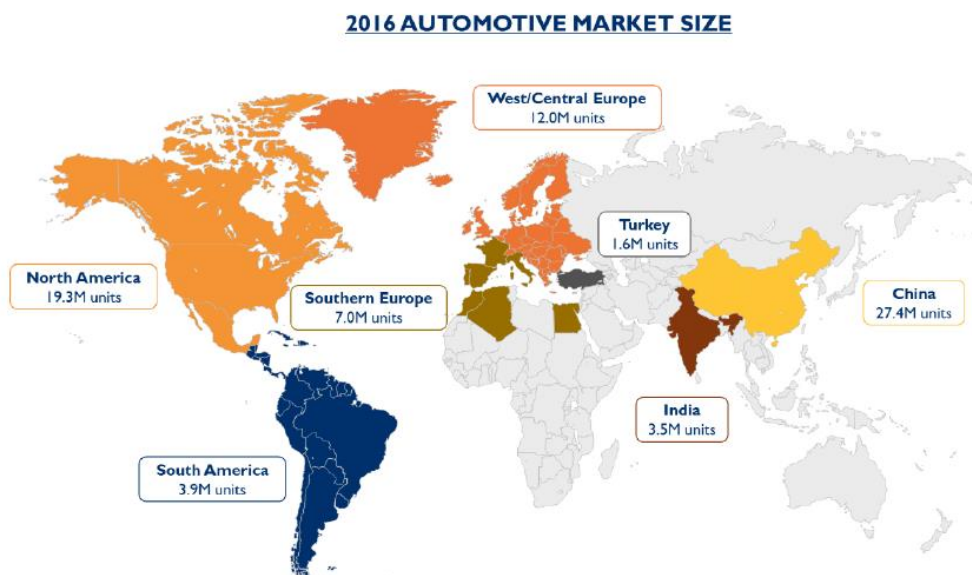 2016 AUTOMOTIVE MARKET SIZE
West/Central Europe
12.0M units
Turkey
1.6M units
North America
19.3M units
Southern Europe
7.0M units
China
27.4M units
India
3.5M units
South America
3.9M units